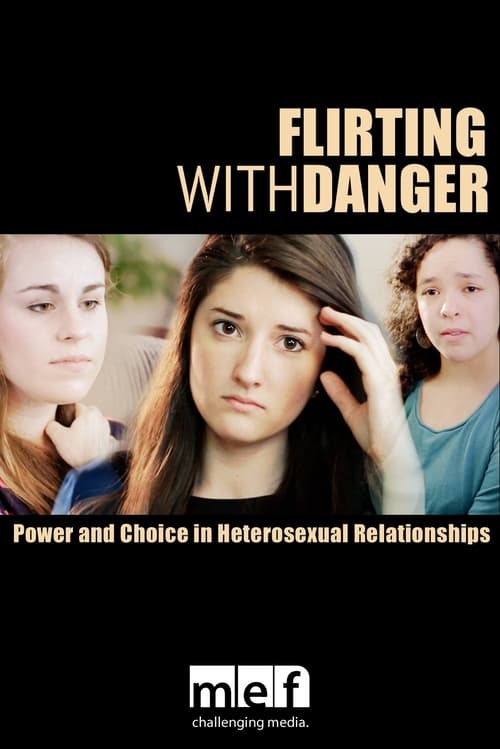 FLIRTING
WITHDANGER
Power and Choice in Heterosexual Relationships
mef
challenging media.